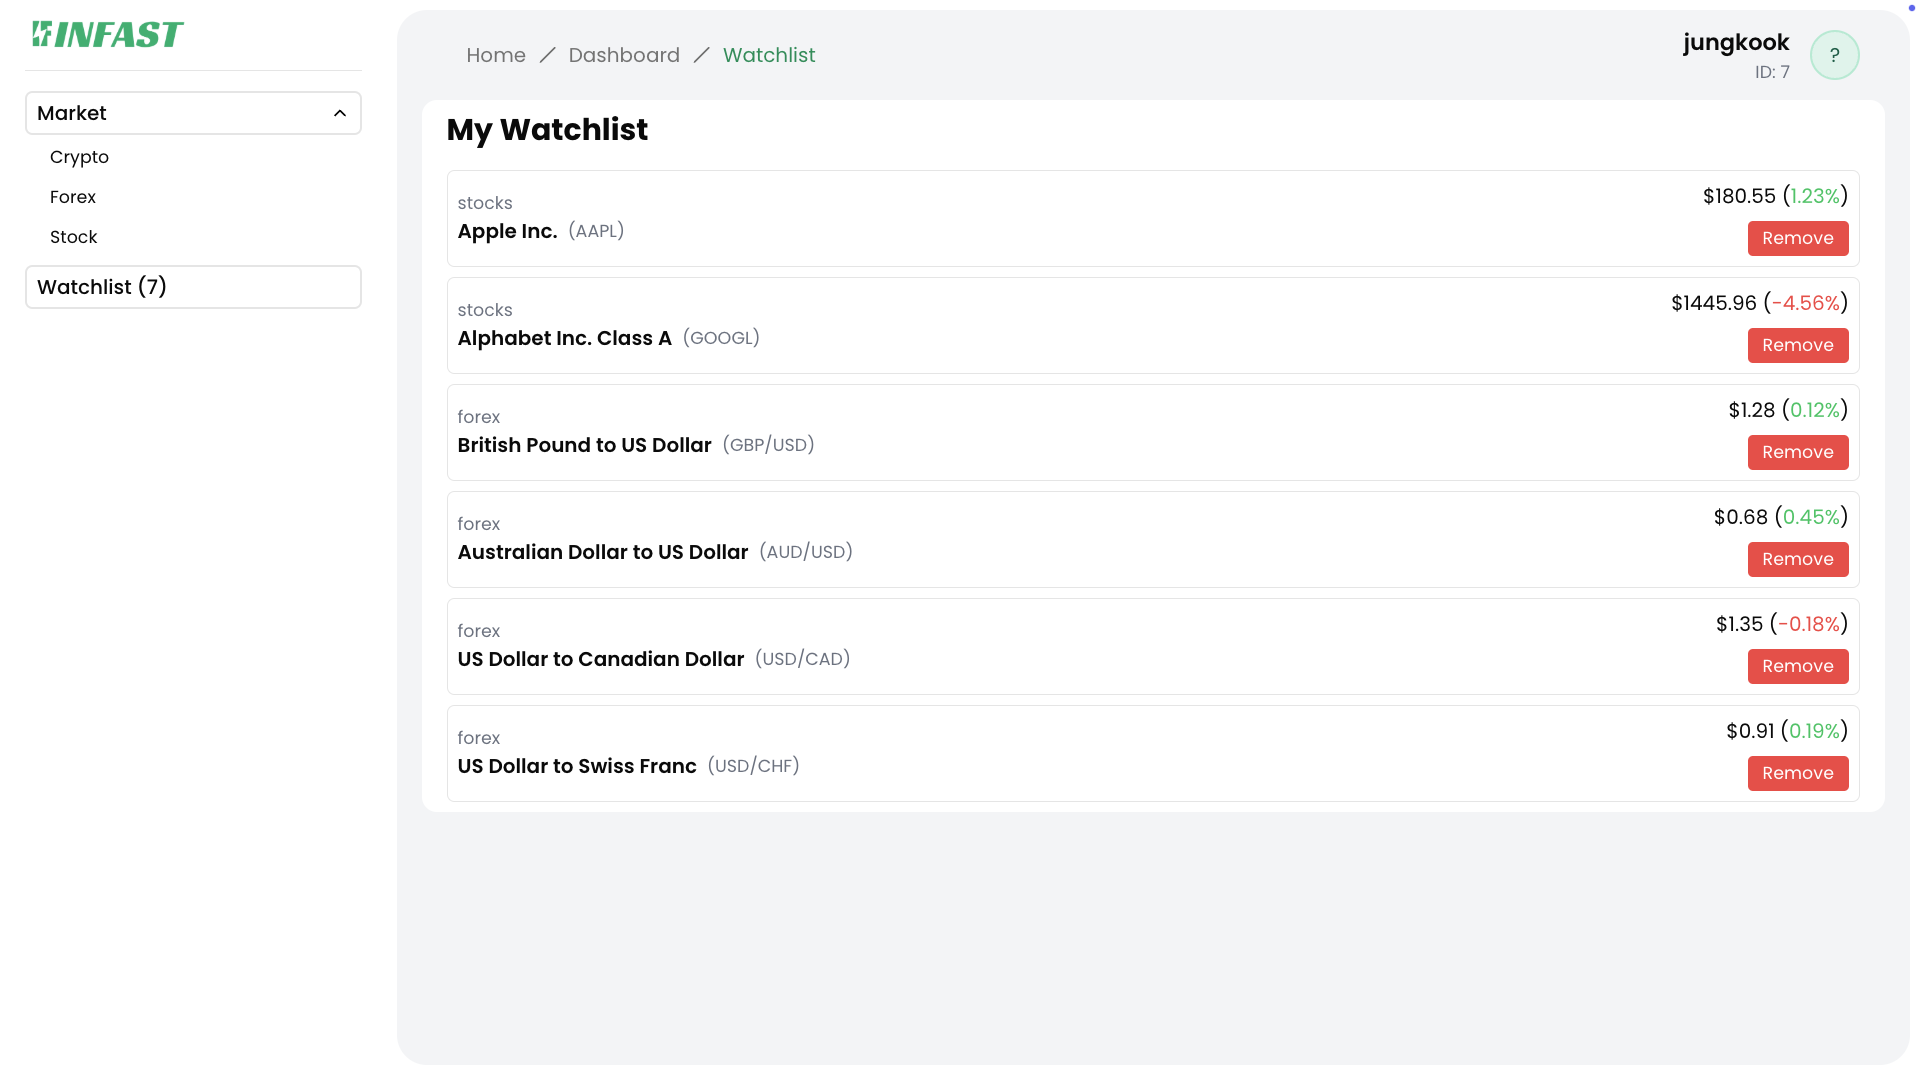 FINFAST
Home / Dashboard / Watchlist
jungkook
ID: 7
?
Market
Crypto
Forex
Stock
Watchlist (7)
My Watchlist
stocks
Apple Inc. (AAPL)
$180.55 (1.23%)
Remove
stocks
Alphabet Inc. Class A (GOOGL)
$1445.96 (-4.56%)
Remove
forex
British Pound to US Dollar (GBP/USD)
$1.28 (0.12%)
Remove
forex
Australian Dollar to US Dollar (AUD/USD)
$0.68 (0.45%)
Remove
forex
US Dollar to Canadian Dollar (USD/CAD)
$1.35 (-0.18%)
Remove
forex
US Dollar to Swiss Franc (USD/CHF)
$0.91 (0.19%)
Remove